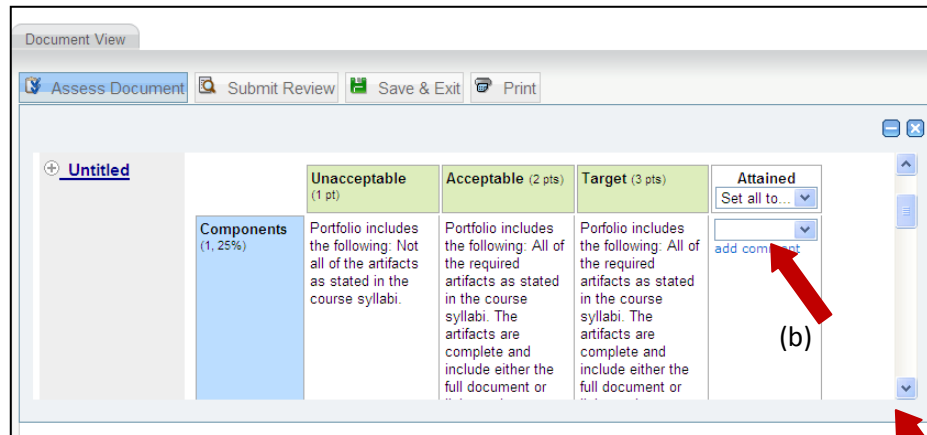 Document View
Assess Document Submit Review Save & Exit Print
Untitled
Unacceptable
(1 pt)
Acceptable (2 pts)
Target (3 pts)
Attained
Set all to...
Components
(1, 25%)
Portfolio includes
the following: Not
all of the artifacts
as stated in the
course syllabi.
Portfolio includes
the following: All of
the required
artifacts as stated
in the course
syllabi. The
artifacts are
complete and
include either the
full document or
Portfolio includes
the following: All of
the required
artifacts as stated
in the course
syllabi. The
artifacts are
complete and
include either the
full document or
add comment
(b)